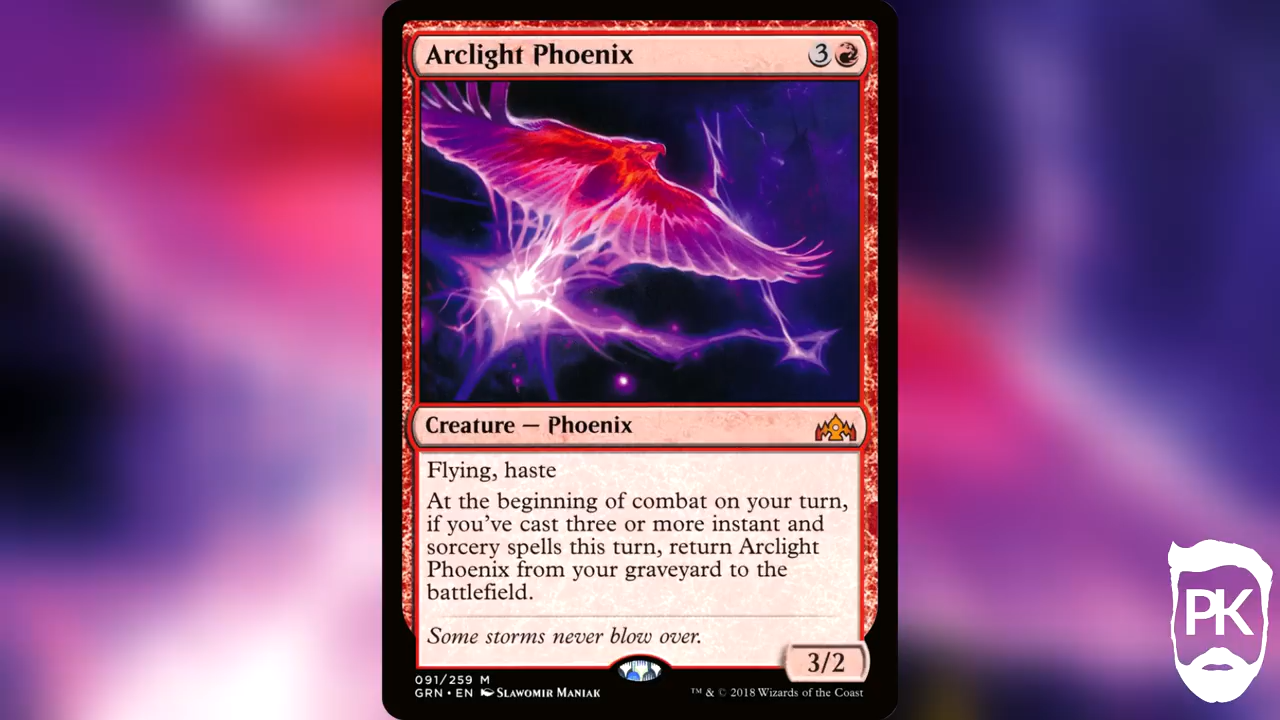 Arclight Phoenix 3
Creature — Phoenix
Flying, haste
At the beginning of combat on your turn,
if you've cast three or more instant and
sorcery spells this turn, return Arclight
Phoenix from your graveyard to the
battlefield.
Some storms never blow over.
3/2
091/259 M
GRN • EN Slawomir Maniak
™ & © 2018 Wizards of the Coast
PK